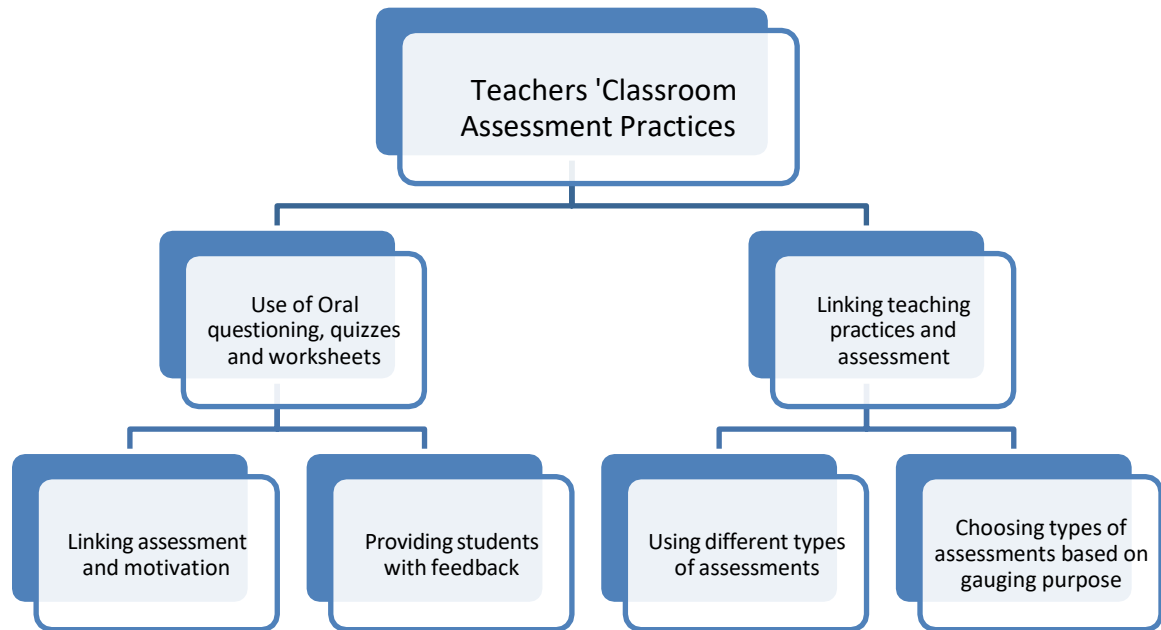 Teachers 'Classroom
Assessment Practices
Use of Oral
questioning, quizzes
and worksheets
Linking teaching
practices and
assessment
Linking assessment
and motivation
Providing students
with feedback
Using different types
of assessments
Choosing types of
assessments based on
gauging purpose